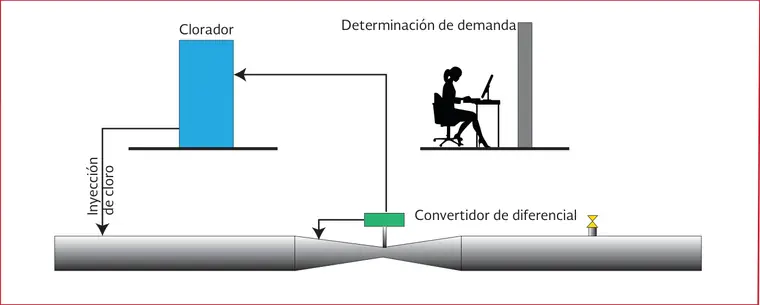 Clorador
Determinación de demanda
Inyección
de cloro
Convertidor de diferencial